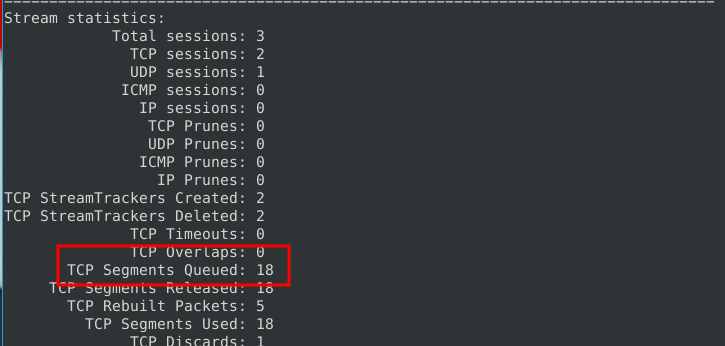 ===============================================================================
Stream statistics:
Total sessions: 3
TCP sessions: 2
UDP sessions: 1
ICMP sessions: 0
IP sessions: 0
TCP Prunes: 0
UDP Prunes: 0
ICMP Prunes: 0
IP Prunes: 0
TCP StreamTrackers Created: 2
TCP StreamTrackers Deleted: 2
TCP Timeouts: 0
TCP Overlaps: 0
TCP Segments Queued: 18
TCP Segments Released: 18
TCP Rebuilt Packets: 5
TCP Segments Used: 18
TCP Discards: 1